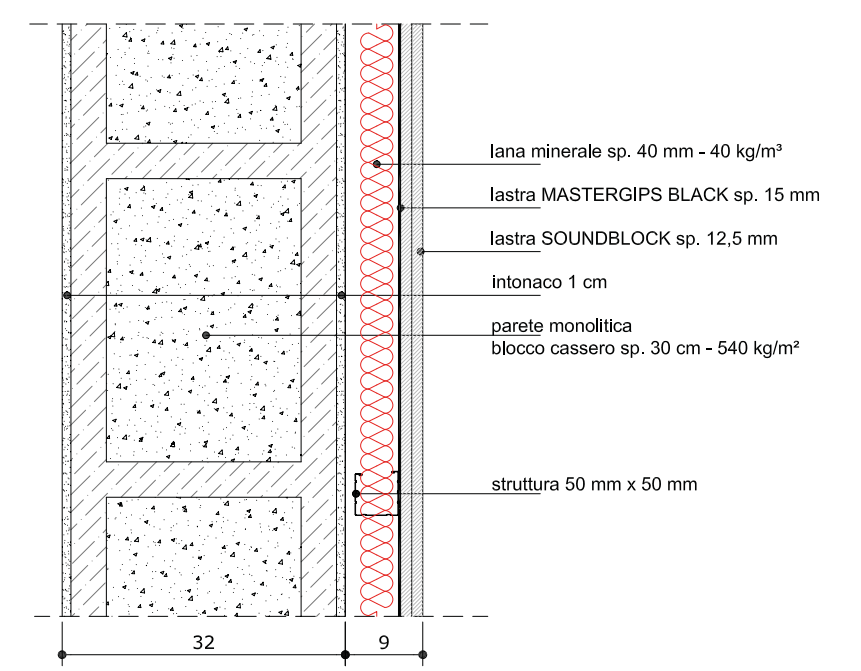 lana minerale sp. 40 mm - 40 kg/m³
lastra MASTERGIPS BLACK sp. 15 mm
lastra SOUNDBLOCK sp. 12,5 mm
intonaco 1 cm
parete monolitica
blocco cassero sp. 30 cm - 540 kg/m²
struttura 50 mm x 50 mm
32
9